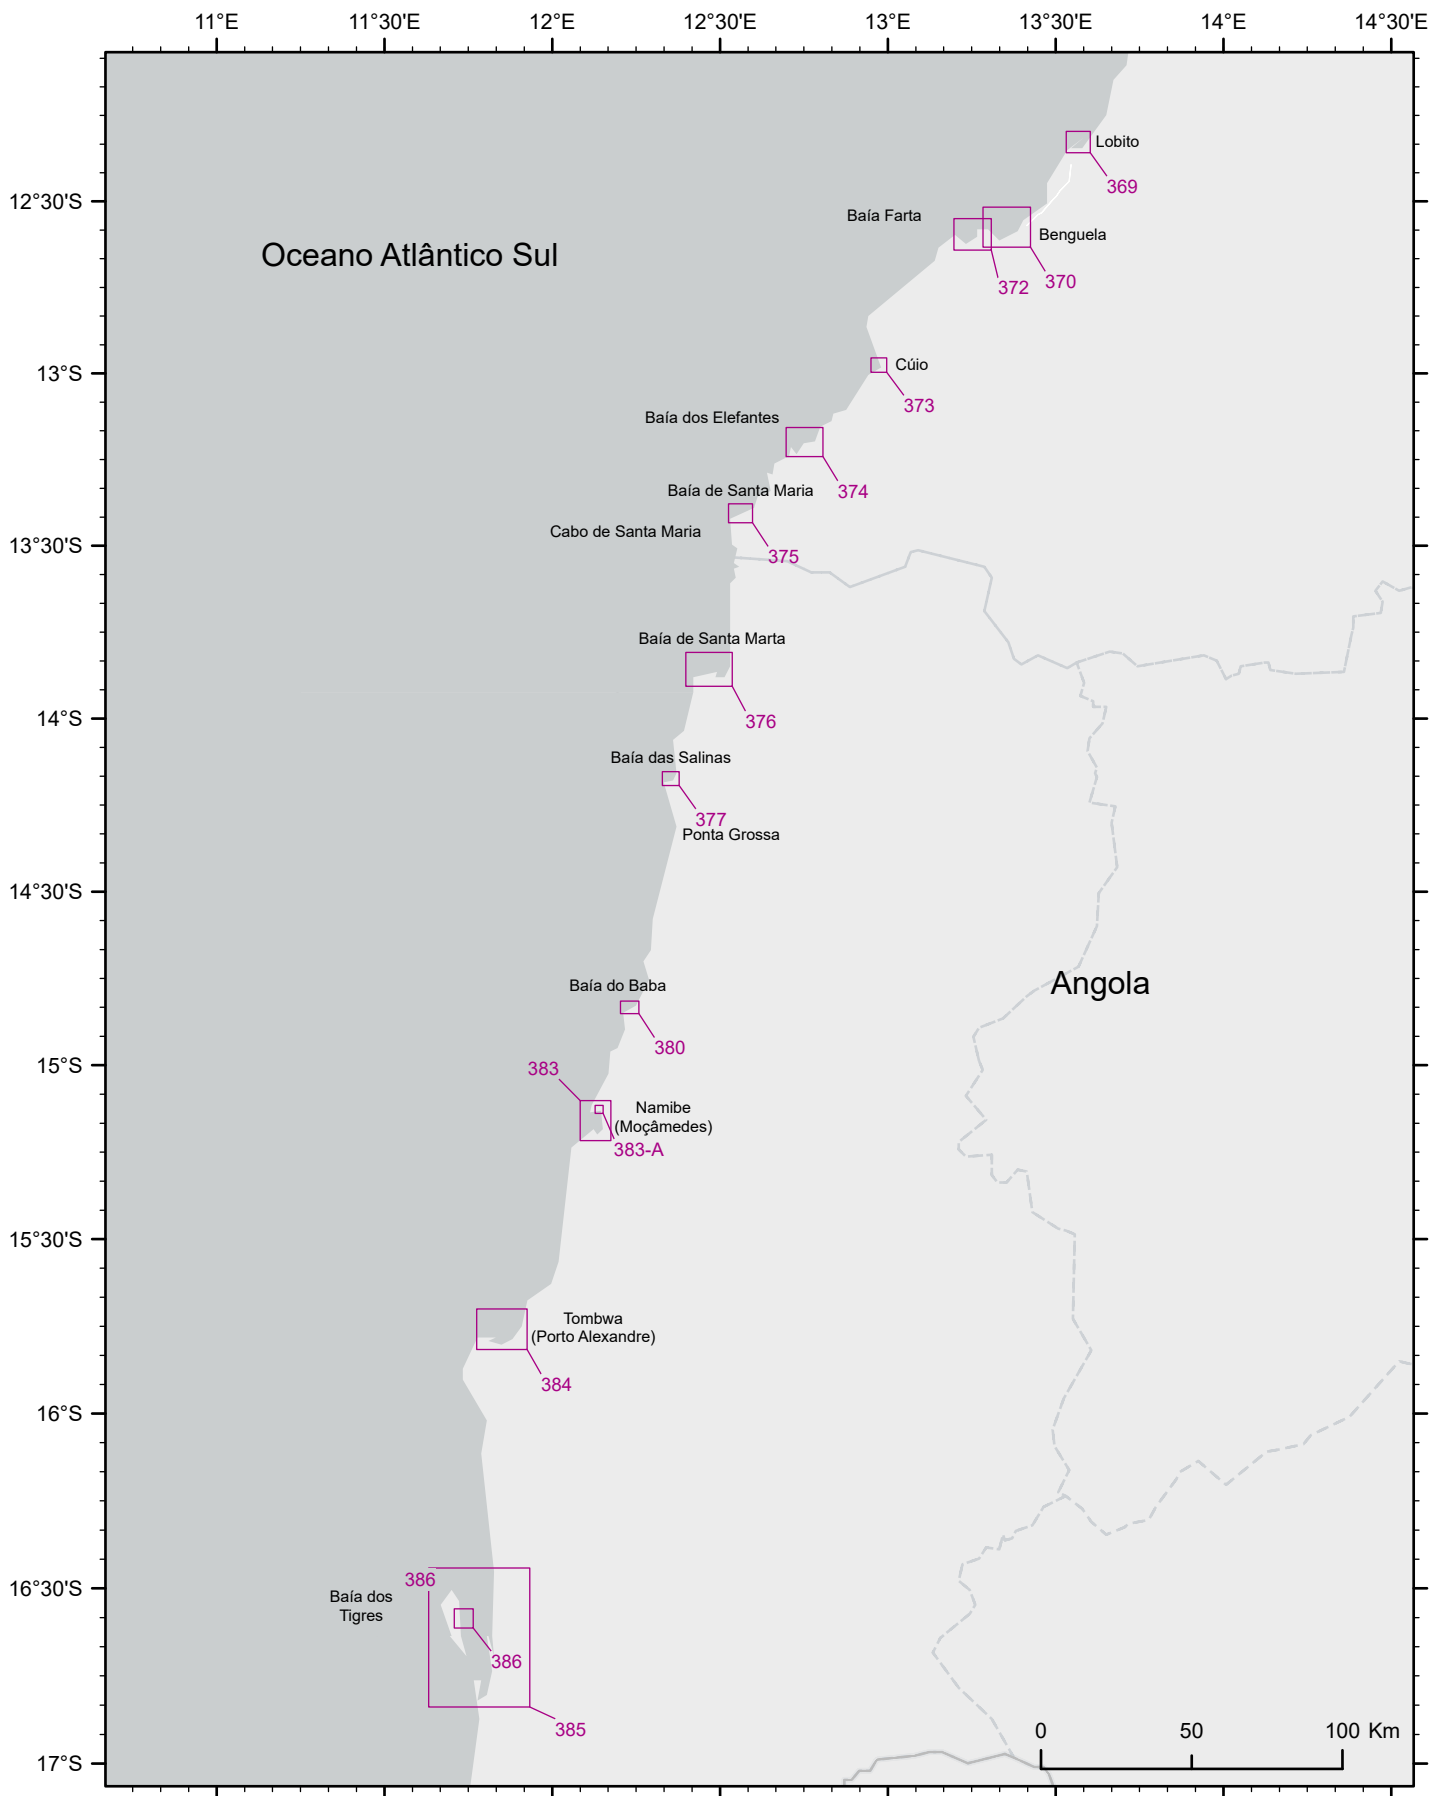 11°E
11°30'E
12°E
12°30'E
13°E
13°30'E
14°E
14°30'E
Lobito
369
12°30'S
Baía Farta
Benguela
Oceano Atlântico Sul
370
372
13°S
Cúio
373
Baía dos Elefantes
374
Baía de Santa Maria
Cabo de Santa Maria
13°30'S
375
Baía de Santa Marta
14°S
376
Baía das Salinas
377
Ponta Grossa
14°30'S
Baía do Baba
Angola
380
15°S
383
Namibe
(Moçâmedes)
383-A
15°30'S
Tombwa
(Porto Alexandre)
384
16°S
386
16°30'S
Baía dos
Tigres
386
385
0
50
100 Km
17°S